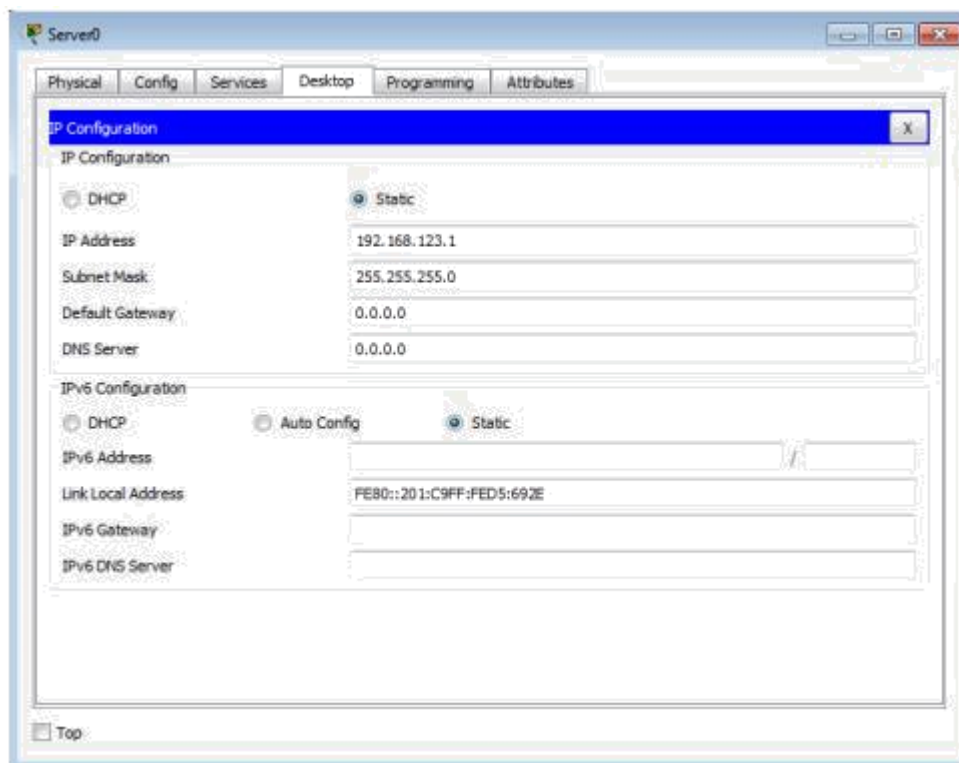 Server0
Physical Config Services Desktop Programming Attributes
IP Configuration X
IP Configuration
DHCP Static
IP Address 192.168.123.1
Subnet Mask 255.255.255.0
Default Gateway 0.0.0.0
DNS Server 0.0.0.0
IPv6 Configuration
DHCP Auto Config Static
IPv6 Address /
Link Local Address FE80::201:C9FF:FED5:692E
IPv6 Gateway
IPv6 DNS Server
Top